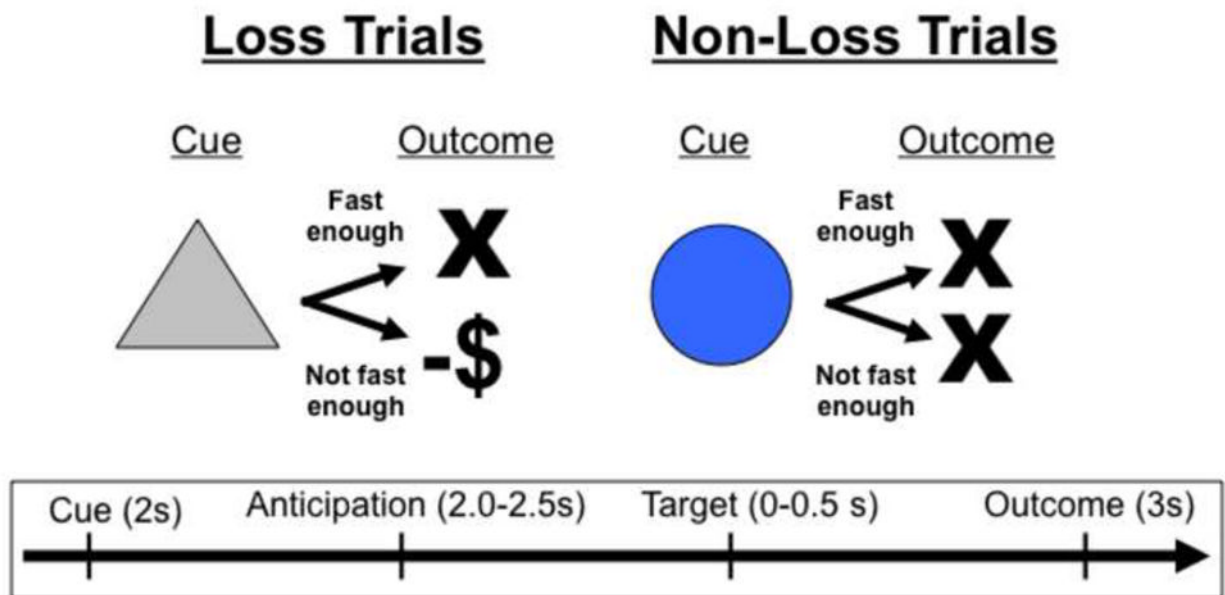 Loss Trials
Non-Loss Trials
Cue
Outcome
Cue
Outcome
Fast
enough
X
Not fast
enough
-$
Fast
enough
X
Not fast
enough
X
Cue (2s)
Anticipation (2.0-2.5s)
Target (0-0.5 s)
Outcome (3s)